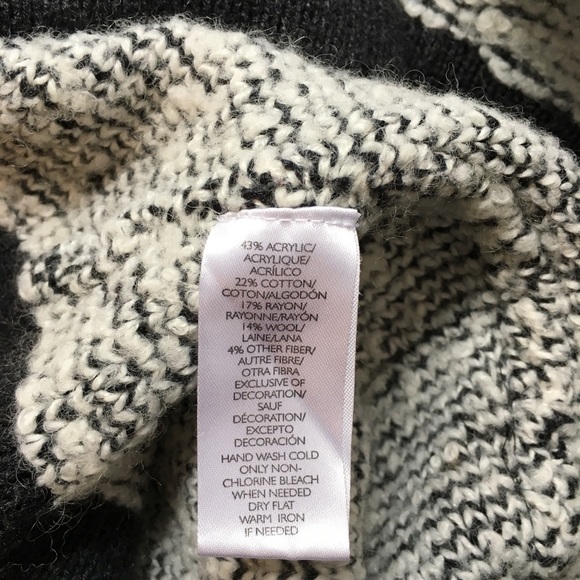 43% ACRYLIC/
ACRYLIQUE/
ACRÍLICO
22% COTTON/
COTON/ALGODÓN
17% RAYON/
RAYONNE/RAYÓN
14% WOOL/
LAINE/LANA
4% OTHER FIBER/
AUTRE FIBRE/
OTRA FIBRA
EXCLUSIVE OF
DECORATION/
SAUF
DÉCORATION/
EXCEPTO
DECORACIÓN
HAND WASH COLD
ONLY NON-
CHLORINE BLEACH
WHEN NEEDED
DRY FLAT
WARM IRON
IF NEEDED